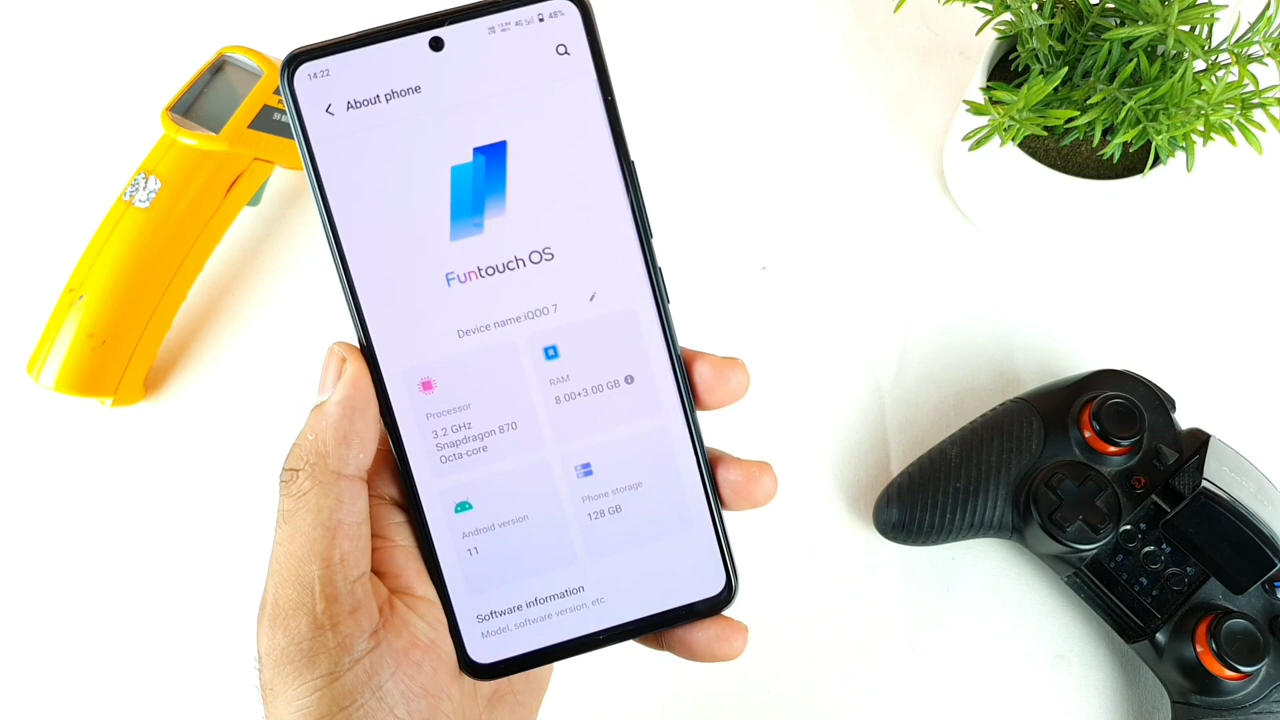 14:22
48%
About phone
Funtouch OS
Device name:iQOO 7
Processor
3.2 GHz
Snapdragon 870
Octa-core
RAM
8.00+3.00 GB
Android version
11
Phone storage
128 GB
Software information
Model, software version, etc.